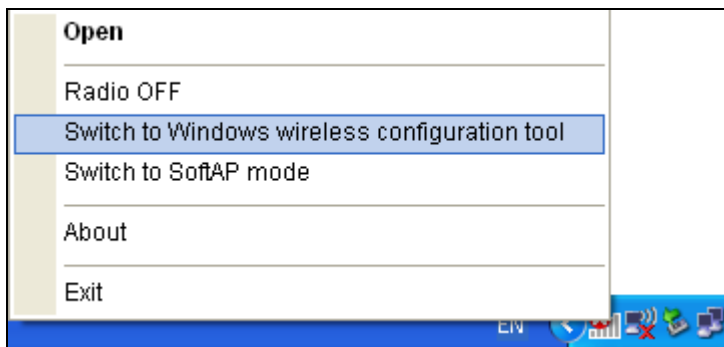 Open
Radio OFF
Switch to Windows wireless configuration tool
Switch to SoftAP mode
About
Exit
EN